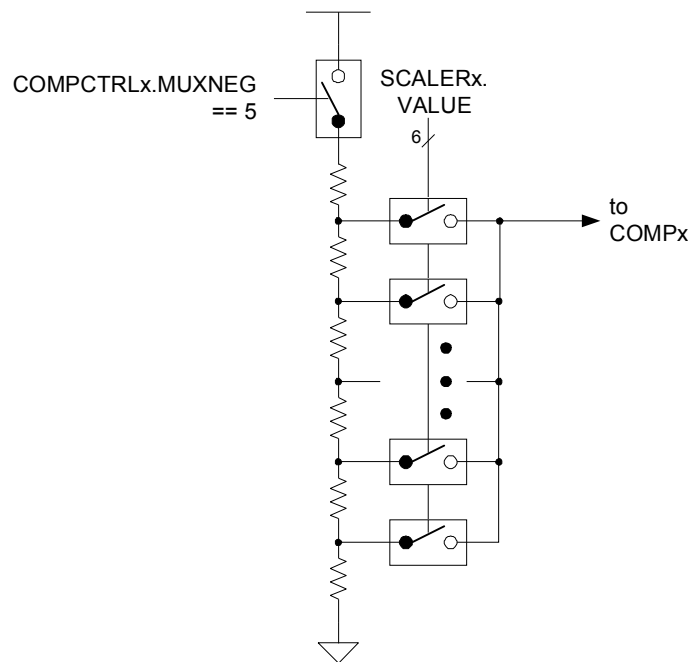 COMPCTRLx.MUXNEG
== 5
SCALERx.
VALUE
6
to
COMPx